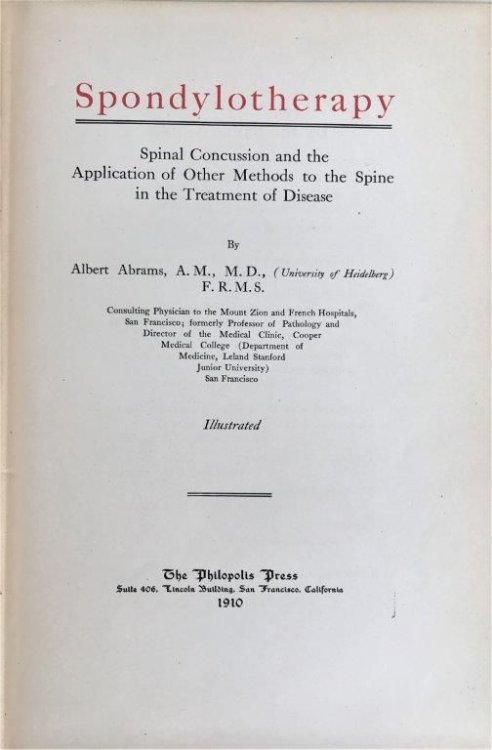 Spondylotherapy
Spinal Concussion and the
Application of Other Methods to the Spine
in the Treatment of Disease
By
Albert Abrams, A. M., M. D., (University of Heidelberg)
F. R. M. S.
Consulting Physician to the Mount Zion and French Hospitals,
San Francisco; formerly Professor of Pathology and
Director of the Medical Clinic, Cooper
Medical College (Department of
Medicine, Leland Stanford
Junior University)
San Francisco
Illustrated
The Philopolis Press
Suite 406, Lincoln Building, San Francisco, California
1910